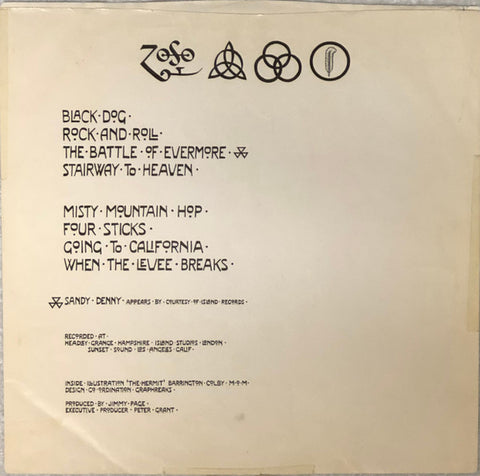 ZoSo
BLACK · DOG ·
ROCK · AND · ROLL ·
THE · BATTLE · OF · EVERMORE ·
STAIRWAY · To · HEAVEN ·
MISTY · MOUNTAIN · HOP ·
FOUR · STICKS ·
GOING · To · CALIFORNIA ·
WHEN · THE · LEVEE · BREAKS ·
SANDY · DENNY · APPEARS · BY · COURTESY · OF · ISLAND · RECORDS ·
RECORDED · AT ·
HEADLEY · GRANGE · HAMPSHIRE · ISLAND · STUDIOS · LONDON ·
SUNSET · SOUND · LOS · ANGELES · CALIF ·
INSIDE · ILLUSTRATION "THE · HERMIT" BARRINGTON · COLBY · M · O · M ·
DESIGN · CO-ORDINATION · GRAPHREAKS ·
PRODUCED · BY · JIMMY · PAGE ·
EXECUTIVE · PRODUCER · PETER · GRANT ·